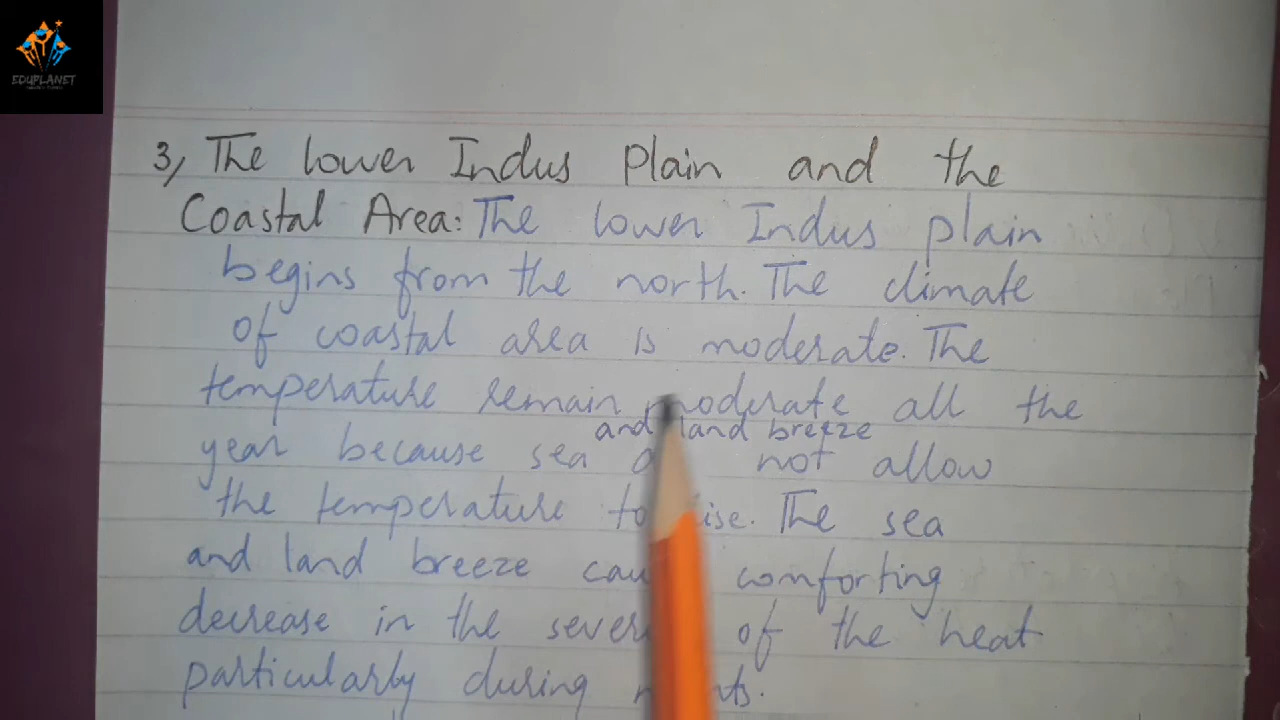 EDUPLANET
3, The lower Indus Plain and the
Coastal Area: The lower Indus plain
begins from the north. The climate
of coastal area is moderate. The
temperature remain moderate all the
and land breeze
year because sea not allow
the temperature to rise. The sea
and land breeze comforting
decrease in the of the heat
particularly during